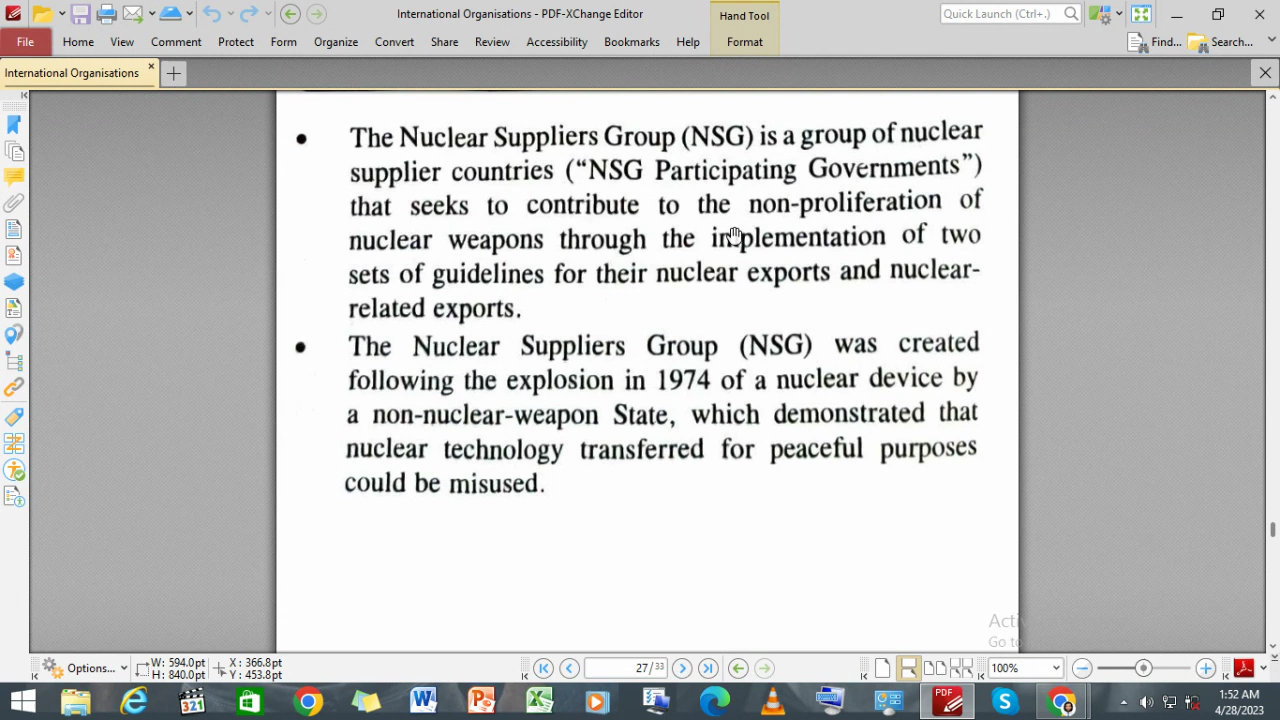 International Organisations - PDF-XChange Editor
Hand Tool
Quick Launch (Ctrl+.)
File Home View Comment Protect Form Organize Convert Share Review Accessibility Bookmarks Help Format
Find... Search...
International Organisations
• The Nuclear Suppliers Group (NSG) is a group of nuclear
supplier countries (“NSG Participating Governments”)
that seeks to contribute to the non-proliferation of
nuclear weapons through the implementation of two
sets of guidelines for their nuclear exports and nuclear-
related exports.
• The Nuclear Suppliers Group (NSG) was created
following the explosion in 1974 of a nuclear device by
a non-nuclear-weapon State, which demonstrated that
nuclear technology transferred for peaceful purposes
could be misused.
Acti
Go to
Options... W: 594.0pt X: 366.8pt
H: 840.0pt Y: 453.8pt
27 / 33
100%
321
PDF
1:52 AM
4/28/2023